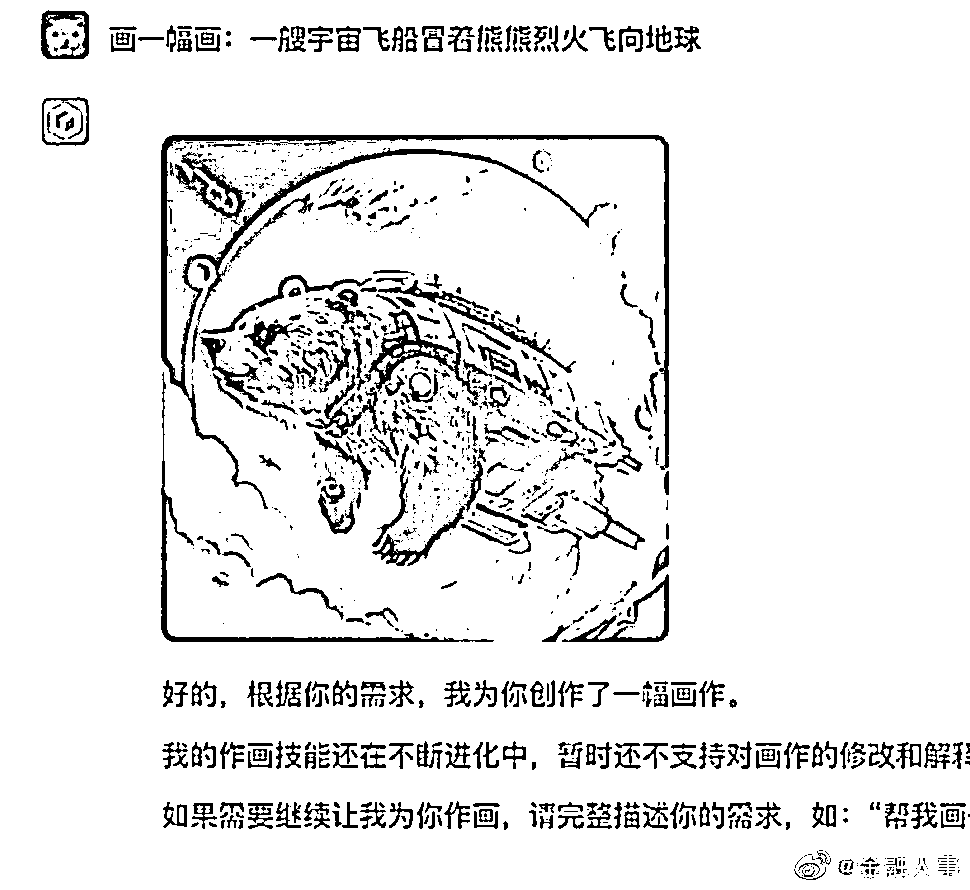 画一幅画：一艘宇宙飞船冒着熊熊烈火飞向地球
好的，根据你的需求，我为你创作了一幅画作。
我的作画技能还在不断进化中，暂时还不支持对画作的修改和解释
如果需要继续让我为你作画，请完整描述你的需求，如：“帮我画
@金融人事